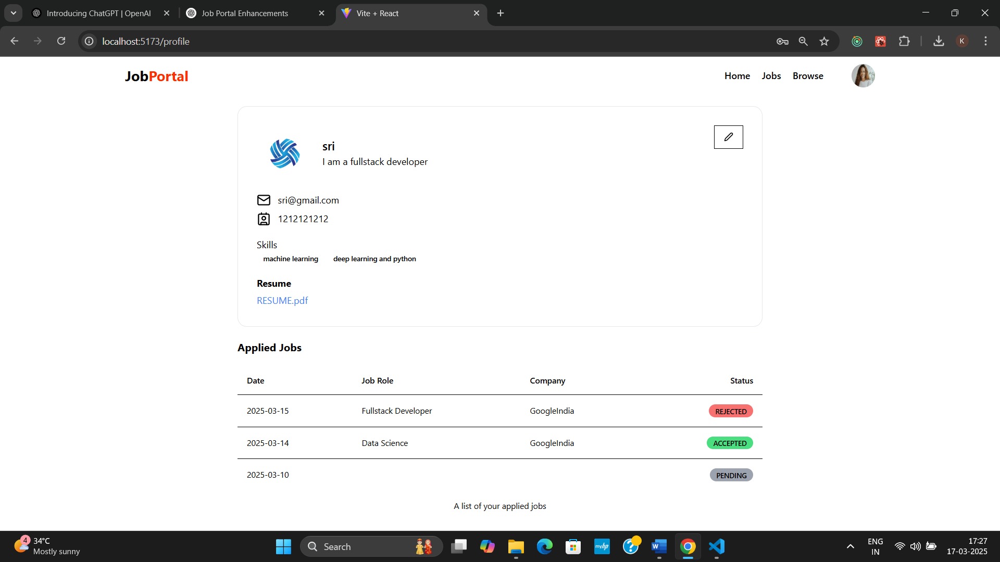 Introducing ChatGPT | OpenAI Job Portal Enhancements Vite + React
localhost:5173/profile K
JobPortal Home Jobs Browse
sri
I am a fullstack developer
sri@gmail.com
1212121212
Skills
machine learning deep learning and python
Resume
RESUME.pdf
Applied Jobs
Date Job Role Company Status
2025-03-15 Fullstack Developer GoogleIndia REJECTED
2025-03-14 Data Science GoogleIndia ACCEPTED
2025-03-10 PENDING
A list of your applied jobs
4 34°C
Mostly sunny
Search
myhp
W
ENG
IN
17:27
17-03-2025